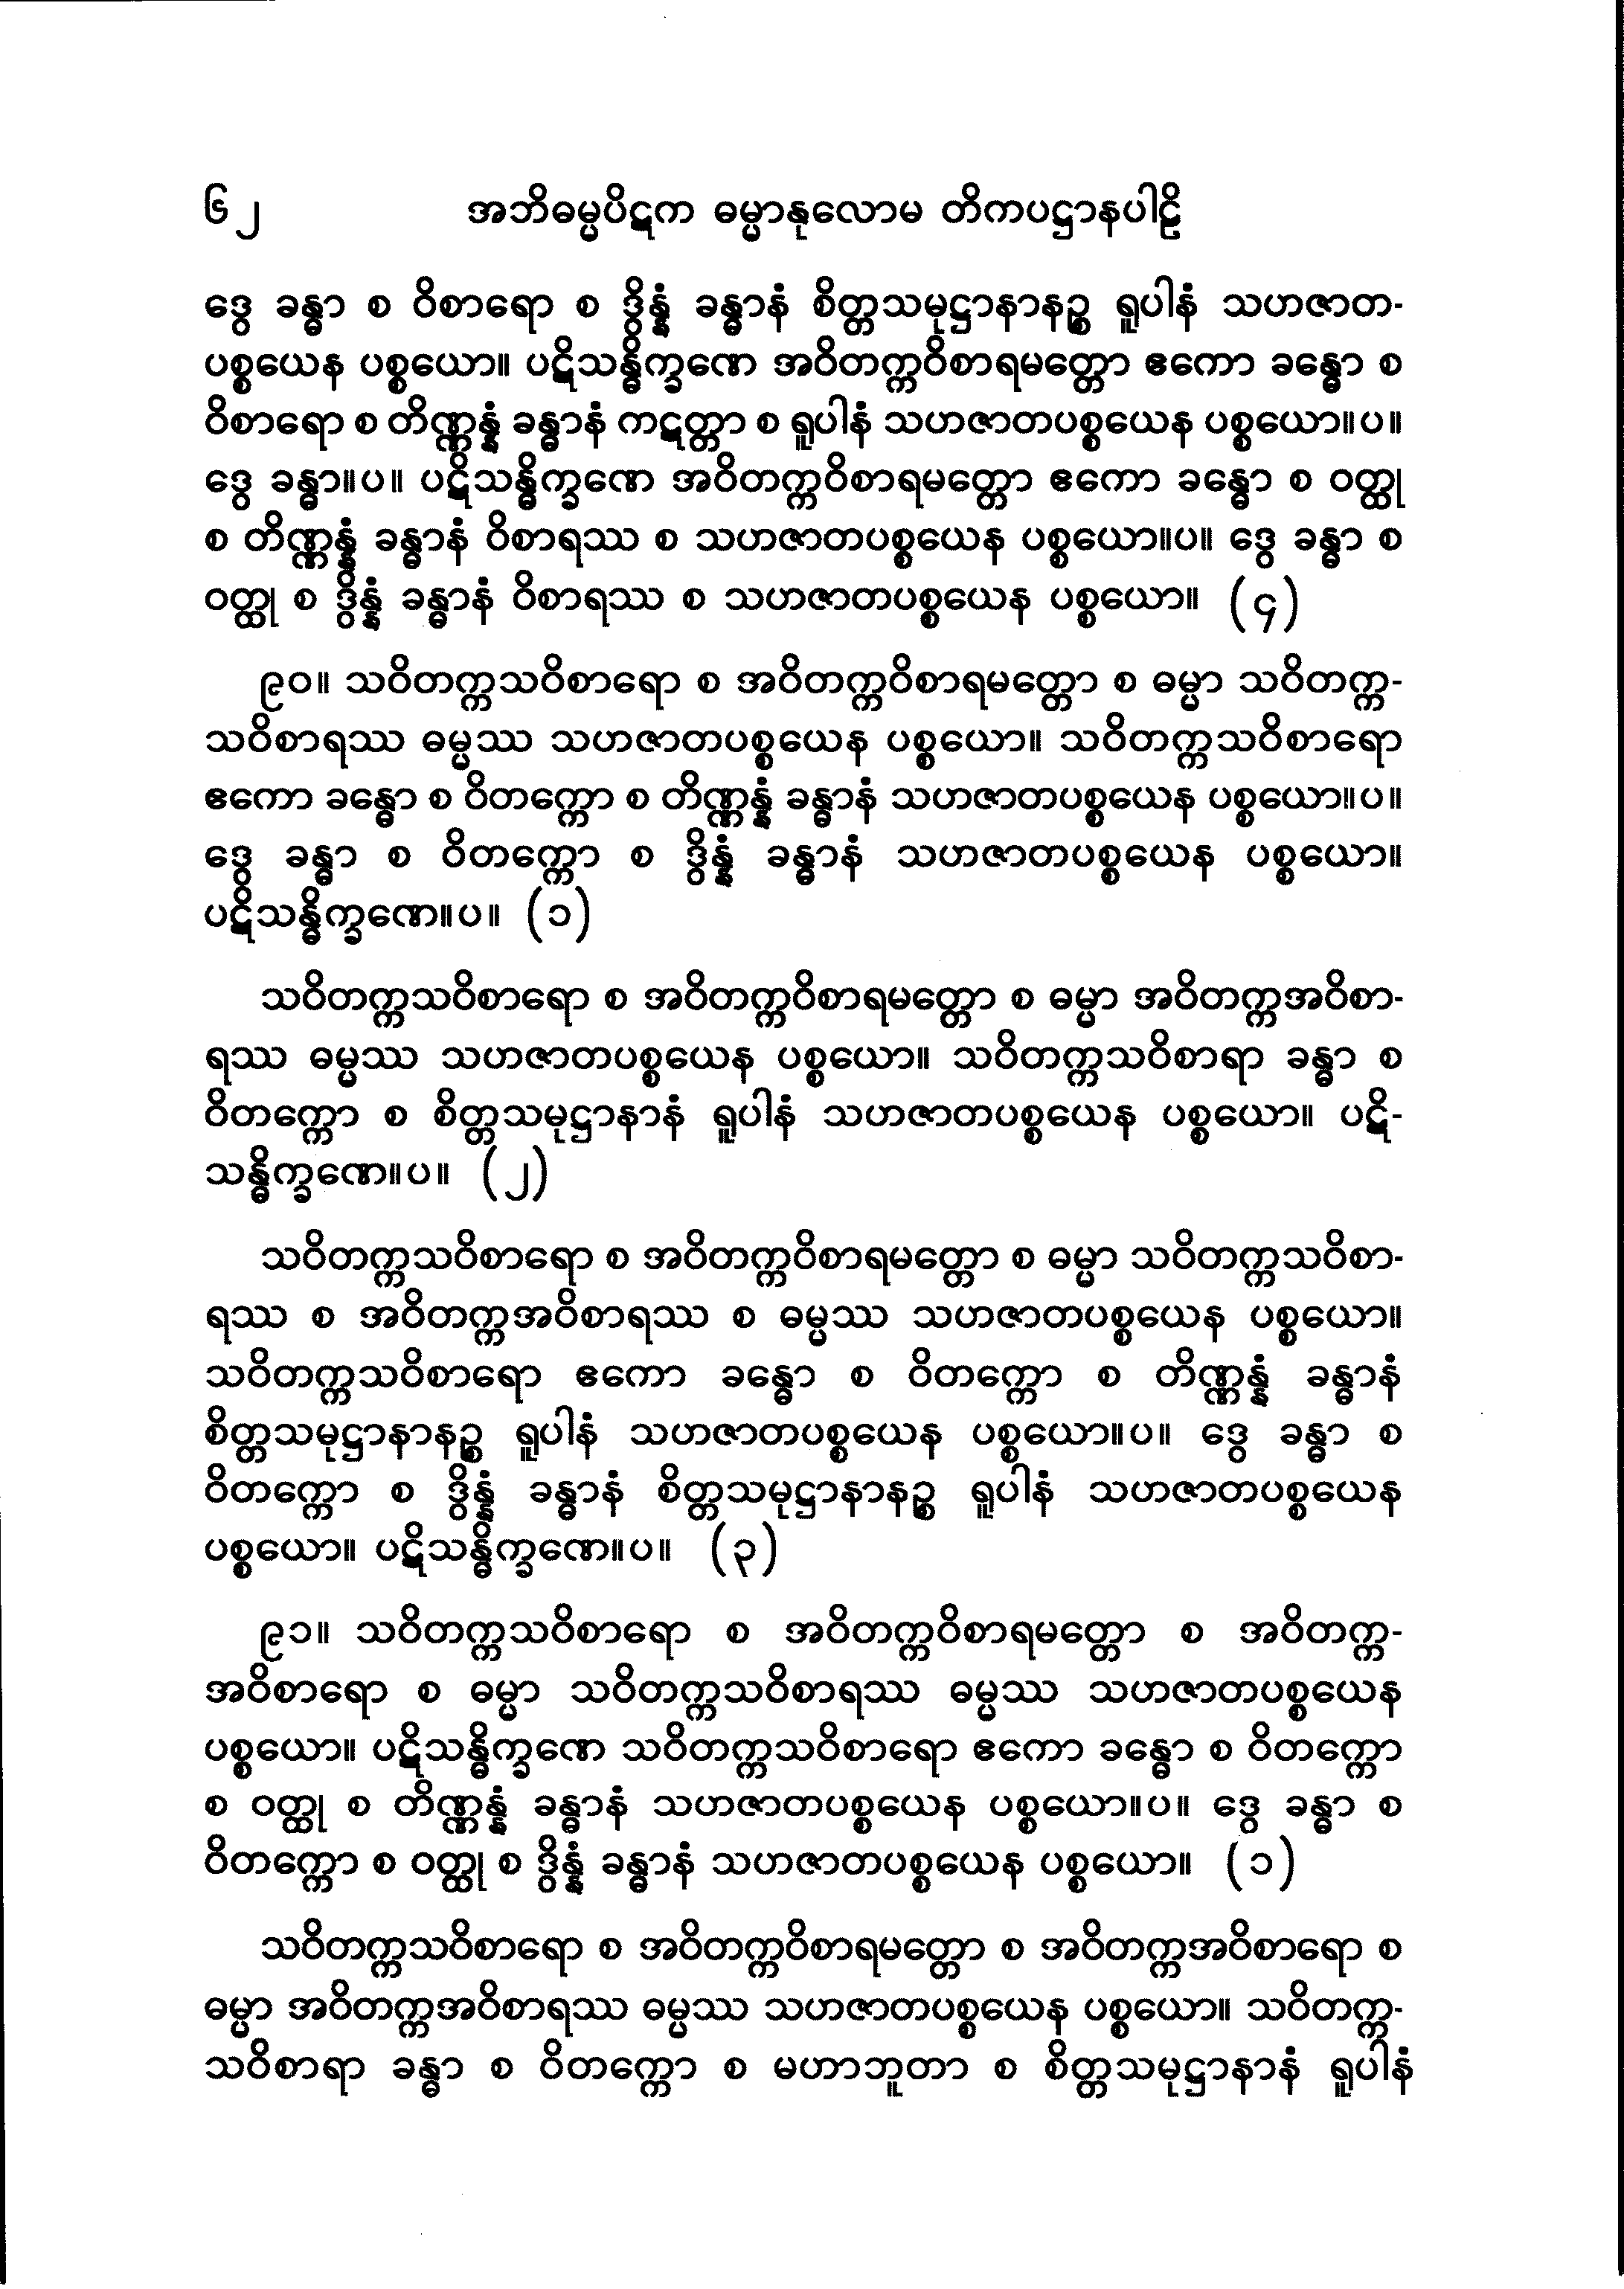 ၆၂ အဘိဓမ္မပိဋက ဓမ္မာနုလောမ တိကပဋ္ဌာနပါဠိ
ဒွေ ခန္ဓာ စ ဝိစာရော စ ဒွိန္နံ ခန္ဓာနံ စိတ္တသမုဋ္ဌာနာနဉ္စ ရူပါနံ သဟဇာတ-
ပစ္စယေန ပစ္စယော။ ပဋိသန္ဓိက္ခဏေ အဝိတက္ကဝိစာရမတ္တော ဧကော ခန္ဓော စ
ဝိစာရော စ တိဏ္ဏန္နံ ခန္ဓာနံ ကဋတ္တာ စ ရူပါနံ သဟဇာတပစ္စယေန ပစ္စယော။ပ။
ဒွေ ခန္ဓာ။ပ။ ပဋိသန္ဓိက္ခဏေ အဝိတက္ကဝိစာရမတ္တော ဧကော ခန္ဓော စ ဝတ္ထု
စ တိဏ္ဏန္နံ ခန္ဓာနံ ဝိစာရဿ စ သဟဇာတပစ္စယေန ပစ္စယော။ပ။ ဒွေ ခန္ဓာ စ
ဝတ္ထု စ ဒွိန္နံ ခန္ဓာနံ ဝိစာရဿ စ သဟဇာတပစ္စယေန ပစ္စယော။ (၄)
၉၀။ သဝိတက္ကသဝိစာရော စ အဝိတက္ကဝိစာရမတ္တော စ ဓမ္မာ သဝိတက္က-
သဝိစာရဿ ဓမ္မဿ သဟဇာတပစ္စယေန ပစ္စယော။ သဝိတက္ကသဝိစာရော
ဧကော ခန္ဓော စ ဝိတက္ကော စ တိဏ္ဏန္နံ ခန္ဓာနံ သဟဇာတပစ္စယေန ပစ္စယော။ပ။
ဒွေ ခန္ဓာ စ ဝိတက္ကော စ ဒွိန္နံ ခန္ဓာနံ သဟဇာတပစ္စယေန ပစ္စယော။
ပဋိသန္ဓိက္ခဏေ။ပ။ (၁)
သဝိတက္ကသဝိစာရော စ အဝိတက္ကဝိစာရမတ္တော စ ဓမ္မာ အဝိတက္ကအဝိစာ-
ရဿ ဓမ္မဿ သဟဇာတပစ္စယေန ပစ္စယော။ သဝိတက္ကသဝိစာရာ ခန္ဓာ စ
ဝိတက္ကော စ စိတ္တသမုဋ္ဌာနာနံ ရူပါနံ သဟဇာတပစ္စယေန ပစ္စယော။ ပဋိ-
သန္ဓိက္ခဏေ။ပ။ (၂)
သဝိတက္ကသဝိစာရော စ အဝိတက္ကဝိစာရမတ္တော စ ဓမ္မာ သဝိတက္ကသဝိစာ-
ရဿ စ အဝိတက္ကအဝိစာရဿ စ ဓမ္မဿ သဟဇာတပစ္စယေန ပစ္စယော။
သဝိတက္ကသဝိစာရော ဧကော ခန္ဓော စ ဝိတက္ကော စ တိဏ္ဏန္နံ ခန္ဓာနံ
စိတ္တသမုဋ္ဌာနာနဉ္စ ရူပါနံ သဟဇာတပစ္စယေန ပစ္စယော။ပ။ ဒွေ ခန္ဓာ စ
ဝိတက္ကော စ ဒွိန္နံ ခန္ဓာနံ စိတ္တသမုဋ္ဌာနာနဉ္စ ရူပါနံ သဟဇာတပစ္စယေန
ပစ္စယော။ ပဋိသန္ဓိက္ခဏေ။ပ။ (၃)
၉၁။ သဝိတက္ကသဝိစာရော စ အဝိတက္ကဝိစာရမတ္တော စ အဝိတက္က-
အဝိစာရော စ ဓမ္မာ သဝိတက္ကသဝိစာရဿ ဓမ္မဿ သဟဇာတပစ္စယေန
ပစ္စယော။ ပဋိသန္ဓိက္ခဏေ သဝိတက္ကသဝိစာရော ဧကော ခန္ဓော စ ဝိတက္ကော
စ ဝတ္ထု စ တိဏ္ဏန္နံ ခန္ဓာနံ သဟဇာတပစ္စယေန ပစ္စယော။ပ။ ဒွေ ခန္ဓာ စ
ဝိတက္ကော စ ဝတ္ထု စ ဒွိန္နံ ခန္ဓာနံ သဟဇာတပစ္စယေန ပစ္စယော။ (၁)
သဝိတက္ကသဝိစာရော စ အဝိတက္ကဝိစာရမတ္တော စ အဝိတက္ကအဝိစာရော စ
ဓမ္မာ အဝိတက္ကအဝိစာရဿ ဓမ္မဿ သဟဇာတပစ္စယေန ပစ္စယော။ သဝိတက္က-
သဝိစာရာ ခန္ဓာ စ ဝိတက္ကော စ မဟာဘူတာ စ စိတ္တသမုဋ္ဌာနာနံ ရူပါနံ